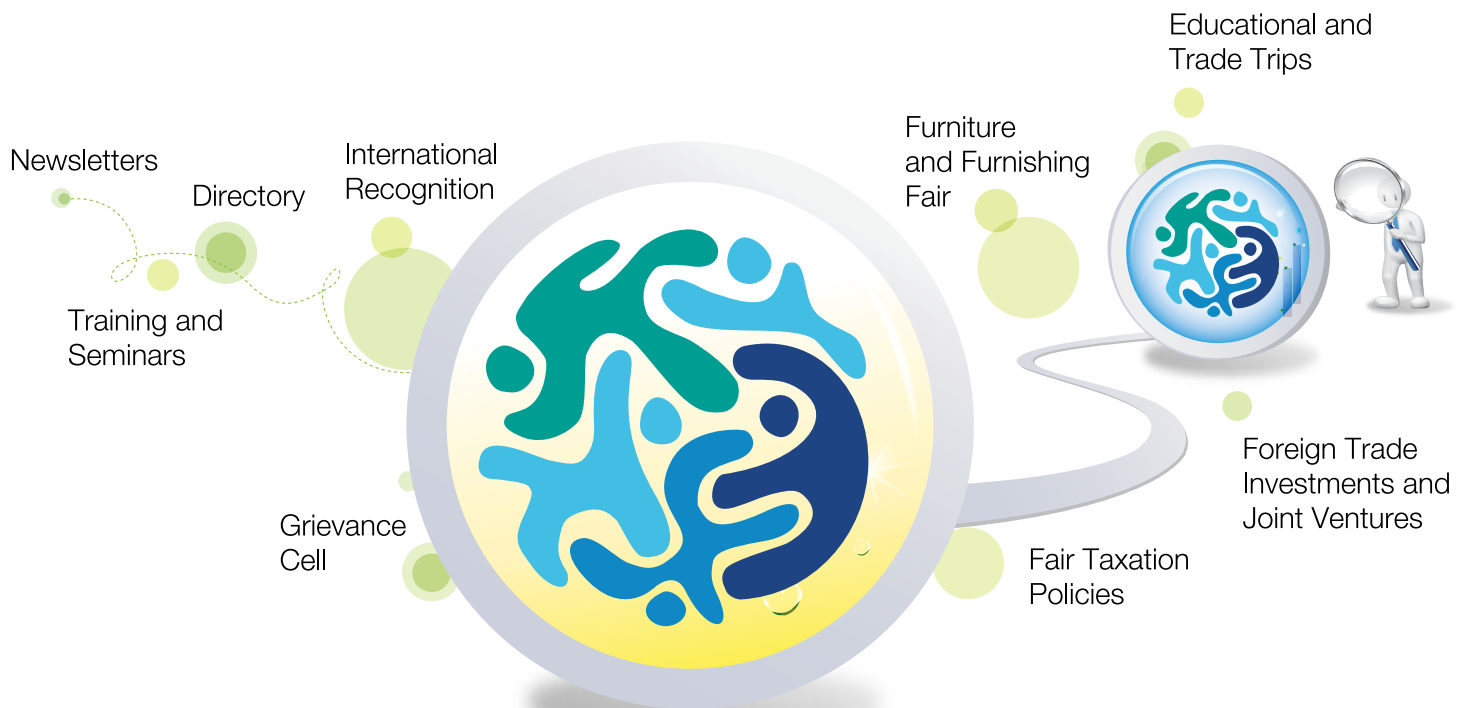 Educational and
Trade Trips
Furniture
and Furnishing
Fair
International
Recognition
Newsletters
Directory
Training and
Seminars
Foreign Trade
Investments and
Joint Ventures
Grievance
Cell
Fair Taxation
Policies